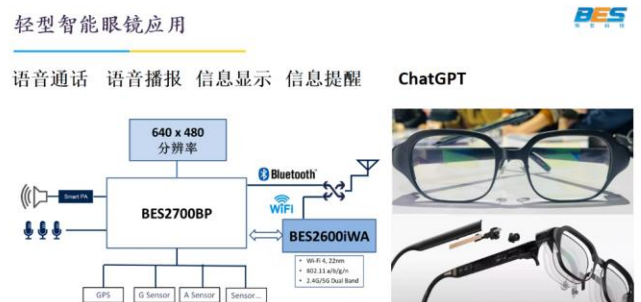 轻型智能眼镜应用
BES
语音通话 语音播报 信息显示 信息提醒 ChatGPT
640 x 480
分辨率
Bluetooth
Smart PA
WiFi
BES2700BP
BES2600iWA
• Wi-Fi 4, 22nm
• 802.11 a/b/g/n
• 2.4G/5G Dual Band
GPS
G Sensor
A Sensor
Sensor...